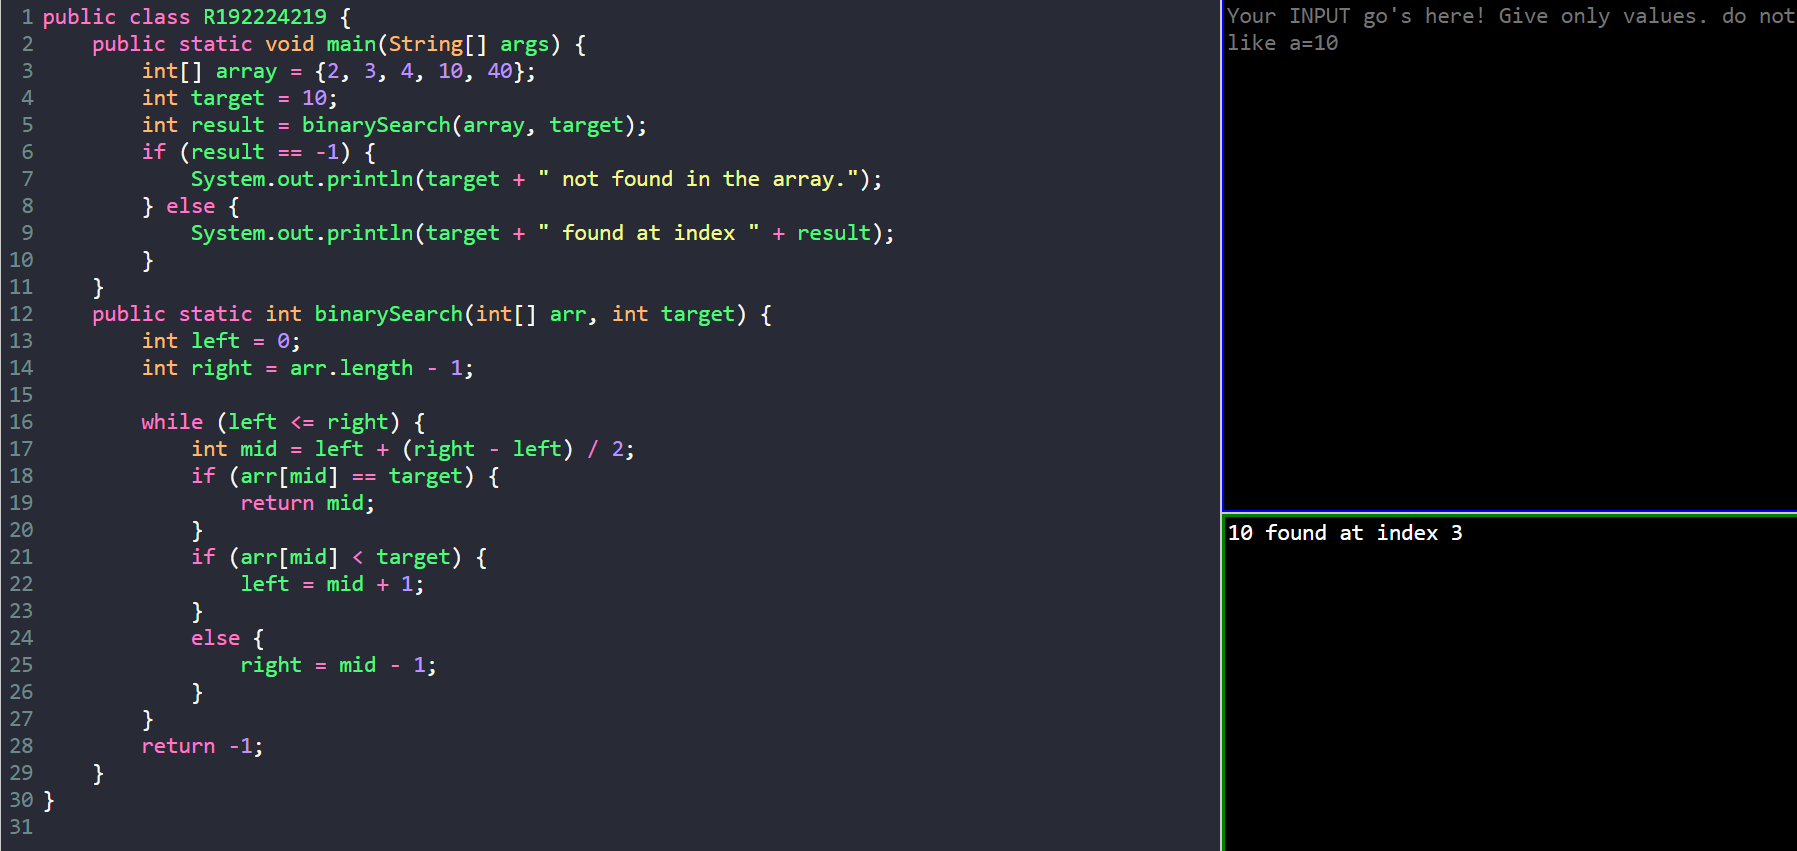 1 public class R192224219 {
2     public static void main(String[] args) {
3         int[] array = {2, 3, 4, 10, 40};
4         int target = 10;
5         int result = binarySearch(array, target);
6         if (result == -1) {
7             System.out.println(target + " not found in the array.");
8         } else {
9             System.out.println(target + " found at index " + result);
10         }
11     }
12     public static int binarySearch(int[] arr, int target) {
13         int left = 0;
14         int right = arr.length - 1;
15
16         while (left <= right) {
17             int mid = left + (right - left) / 2;
18             if (arr[mid] == target) {
19                 return mid;
20             }
21             if (arr[mid] < target) {
22                 left = mid + 1;
23             }
24             else {
25                 right = mid - 1;
26             }
27         }
28         return -1;
29     }
30 }
31
Your INPUT go's here! Give only values. do not
like a=10
10 found at index 3